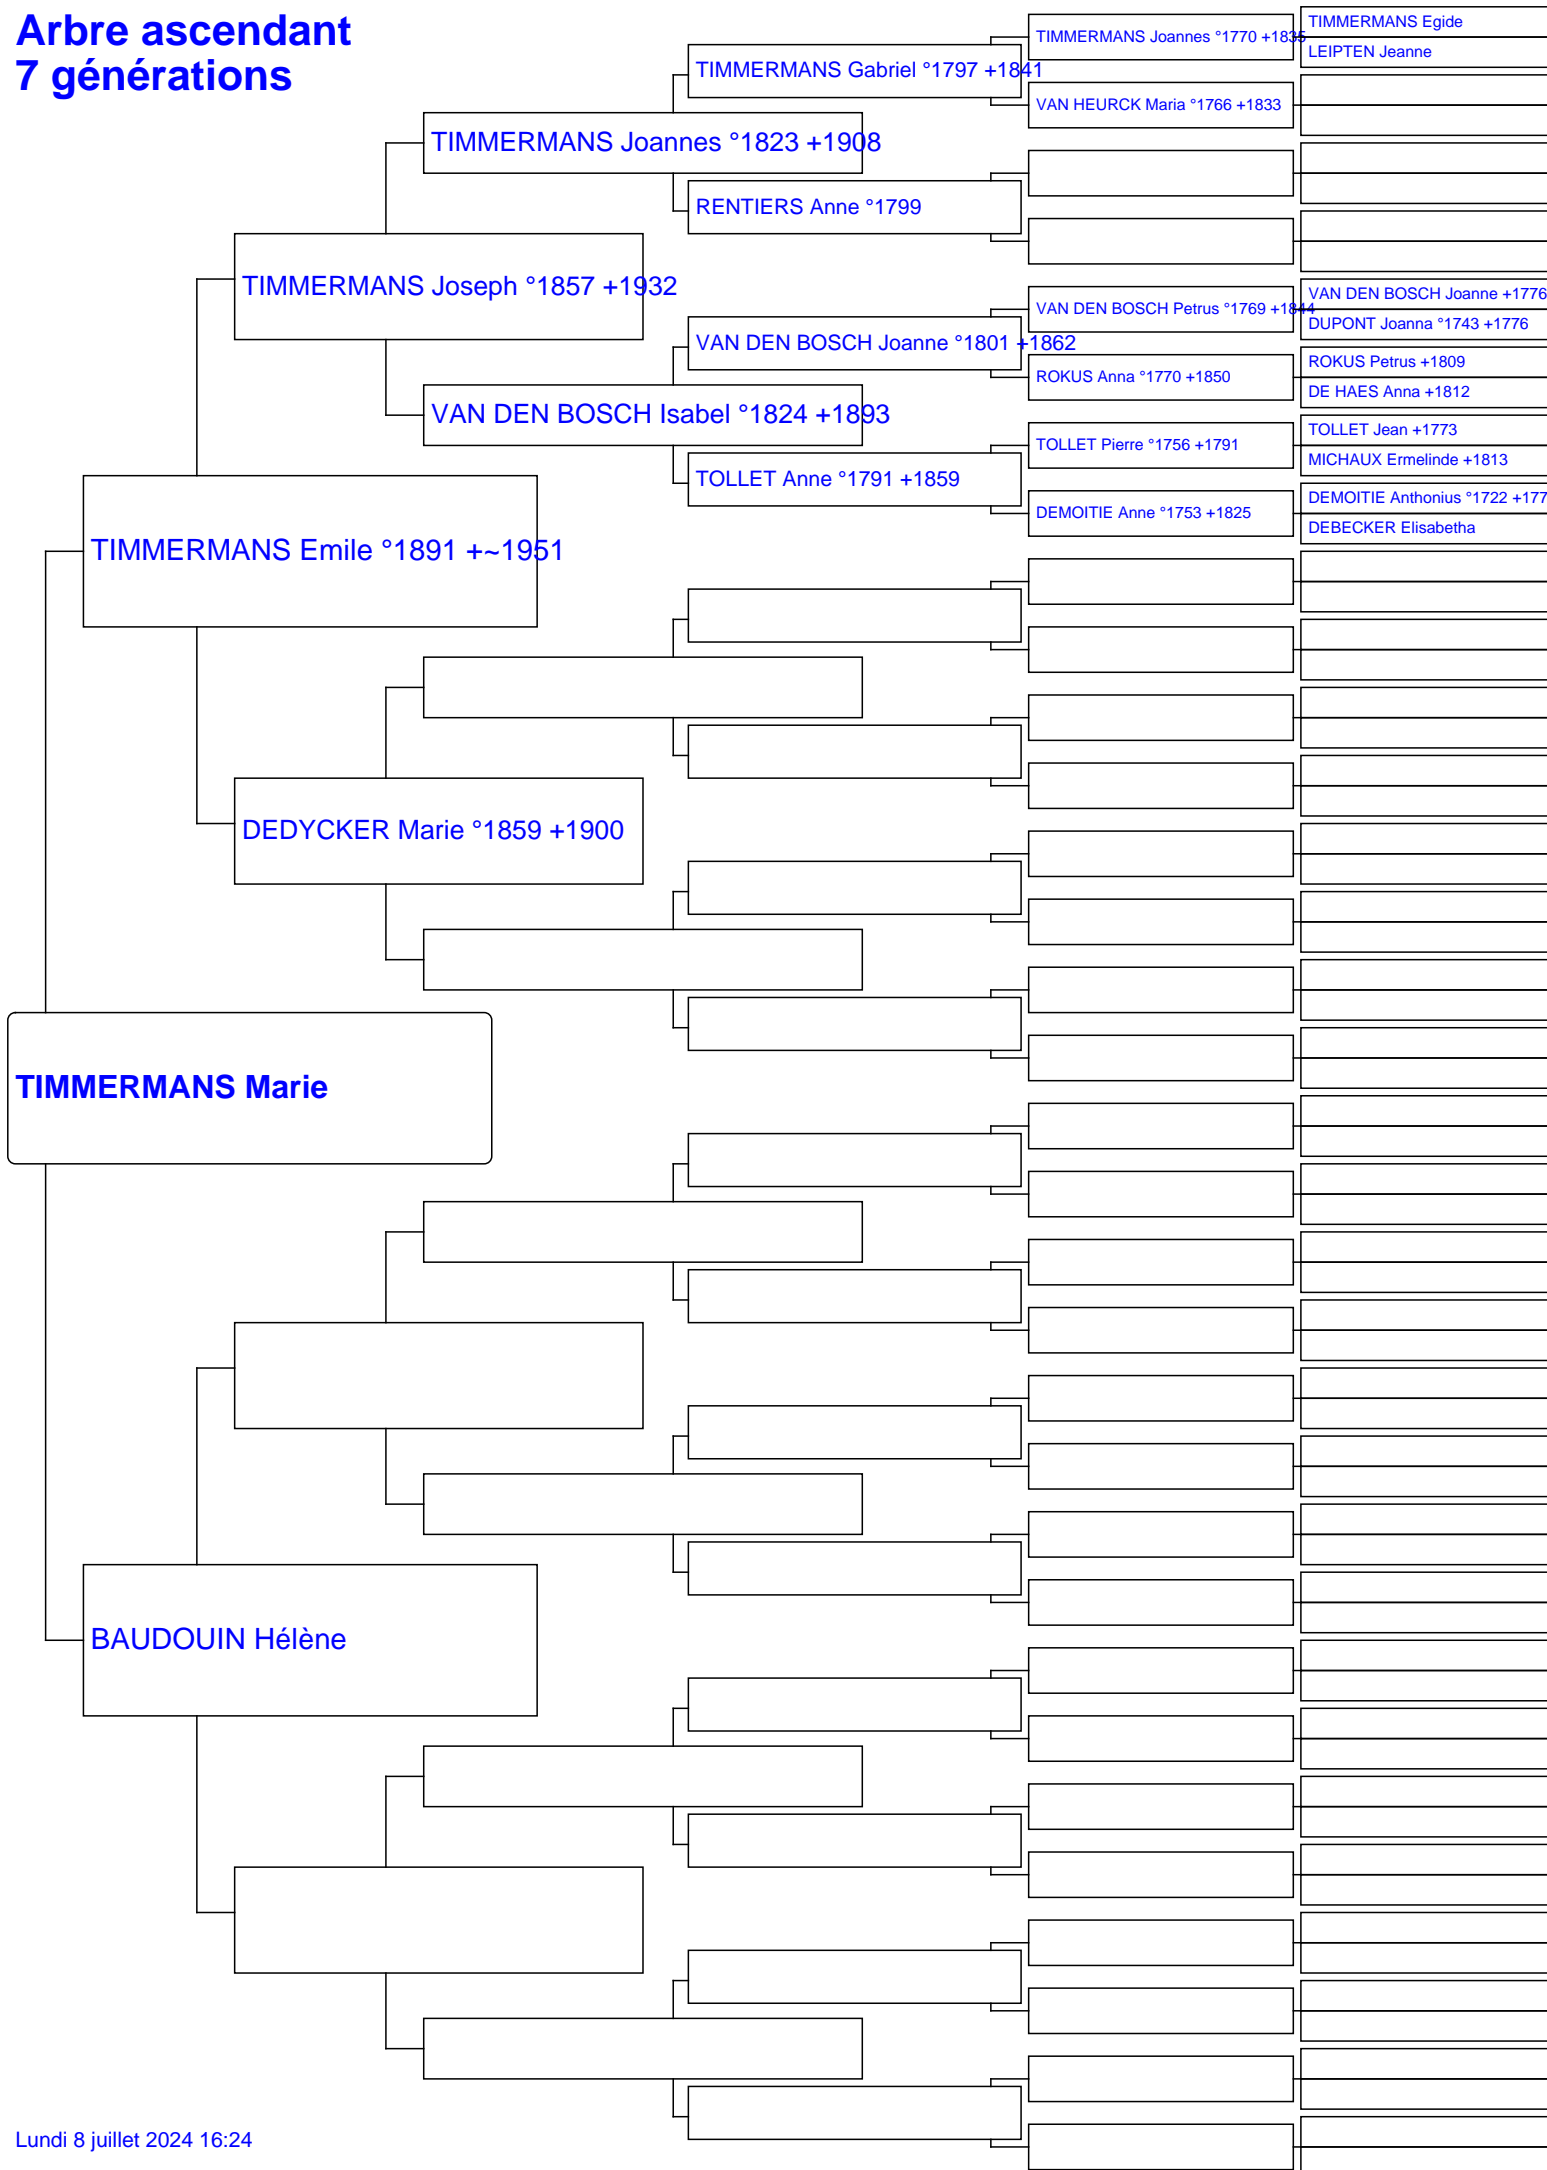 Arbre ascendant
7 générations
TIMMERMANS Marie
TIMMERMANS Emile °1891 +~1951
BAUDOUIN Hélène
TIMMERMANS Joseph °1857 +1932
DEDYCKER Marie °1859 +1900
TIMMERMANS Joannes °1823 +1908
VAN DEN BOSCH Isabel °1824 +1893
TIMMERMANS Gabriel °1797 +1841
RENTIERS Anne °1799
VAN DEN BOSCH Joanne °1801 +1862
TOLLET Anne °1791 +1859
TIMMERMANS Joannes °1770 +1835
VAN HEURCK Maria °1766 +1833
VAN DEN BOSCH Petrus °1769 +1844
ROKUS Anna °1770 +1850
TOLLET Pierre °1756 +1791
DEMOITIE Anne °1753 +1825
TIMMERMANS Egide
LEIPTEN Jeanne
VAN DEN BOSCH Joanne +1776
DUPONT Joanna °1743 +1776
ROKUS Petrus +1809
DE HAES Anna +1812
TOLLET Jean +1773
MICHAUX Ermelinde +1813
DEMOITIE Anthonius °1722 +177
DEBECKER Elisabetha
Lundi 8 juillet 2024 16:24